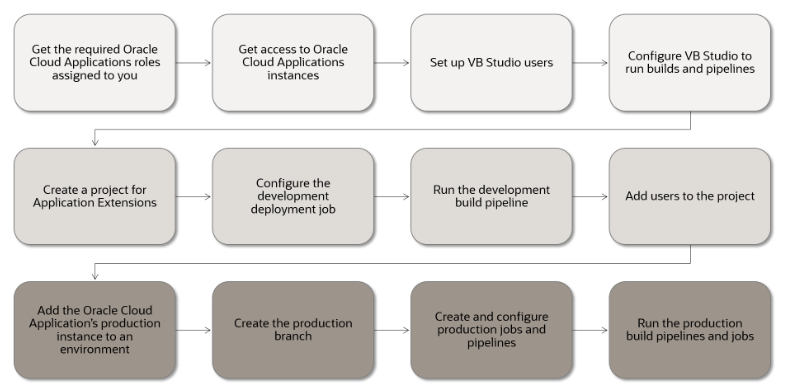 Get the required Oracle
Cloud Applications roles
assigned to you
Get access to Oracle
Cloud Applications
instances
Set up VB Studio users
Configure VB Studio to
run builds and pipelines
Create a project for
Application Extensions
Configure the
development
deployment job
Run the development
build pipeline
Add users to the project
Add the Oracle Cloud
Application's production
instance to an
environment
Create the production
branch
Create and configure
production jobs and
pipelines
Run the production
build pipelines and jobs